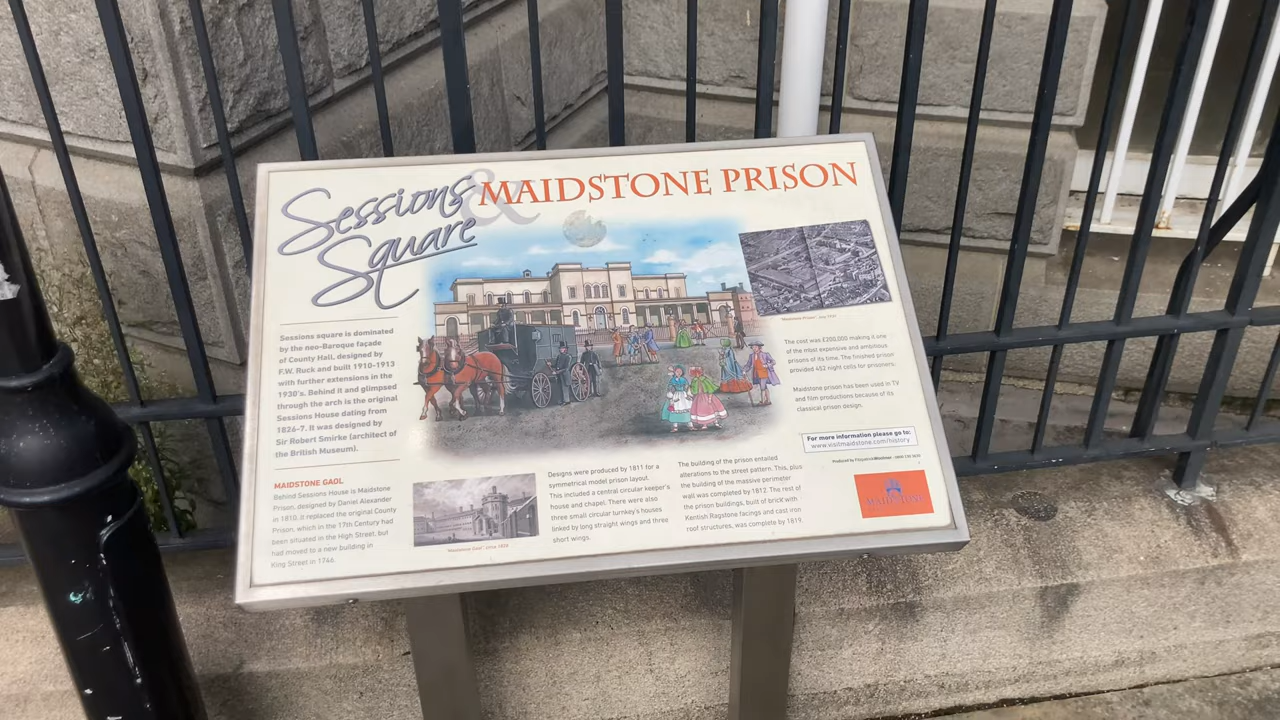 Sessions
& MAIDSTONE PRISON
Square
Sessions square is dominated
by the neo-Baroque façade
of County Hall, designed by
F.W. Ruck and built 1910-1913
with further extensions in the
1930's. Behind it and glimpsed
through the arch is the original
Sessions House dating from
1826-7. It was designed by
Sir Robert Smirke (architect of
the British Museum).
MAIDSTONE GAOL
Behind Sessions House is Maidstone
Prison, designed by Daniel Alexander
in 1810. It replaced the original County
Prison, which in the 17th Century had
been situated in the High Street, but
had moved to a new building in
King Street in 1746.
"Maidstone Gaol", circa
Designs were produced by 1811 for a
symmetrical model prison layout.
This included a central circular keeper's
house and chapel. There were also
three small circular turnkey's houses
linked by long straight wings and three
short wings.
The building of the prison entailed
alterations to the street pattern. This, plus
the building of the massive perimeter
wall was completed by 1812. The rest of
the prison buildings, built of brick with
Kentish Ragstone facings and cast iron
roof structures, was complete by 1819.
"Maidstone Prison",
The cost was £200,000 making it one
of the most expensive and ambitious
prisons of its time. The finished prison
provided 452 night cells for prisoners.
Maidstone prison has been used in TV
and film productions because of its
classical prison design.
For more information please go to:
www.visitmaidstone.com/history
Produced by
MAIDSTONE